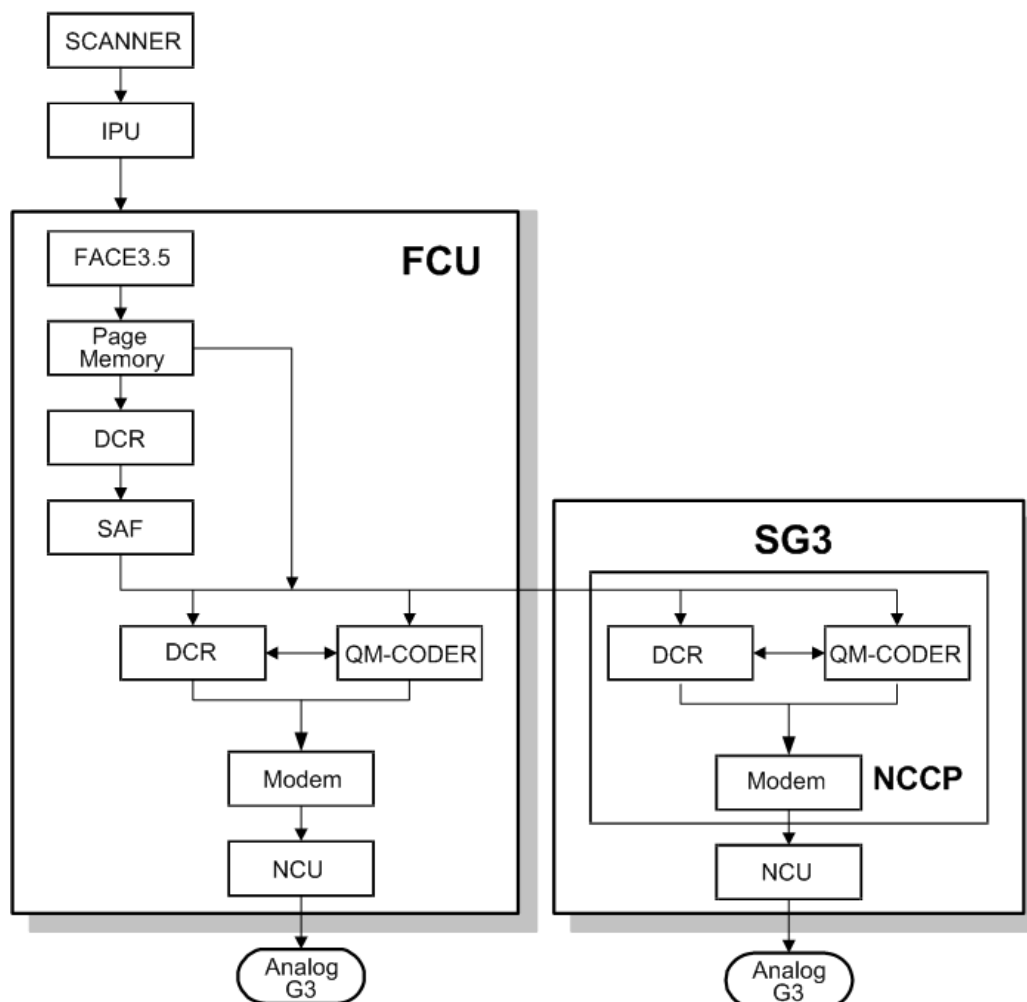 SCANNER
IPU
FCU
FACE3.5
Page
Memory
DCR
SAF
DCR
QM-CODER
Modem
NCU
Analog
G3
SG3
DCR
QM-CODER
Modem
NCCP
NCU
Analog
G3